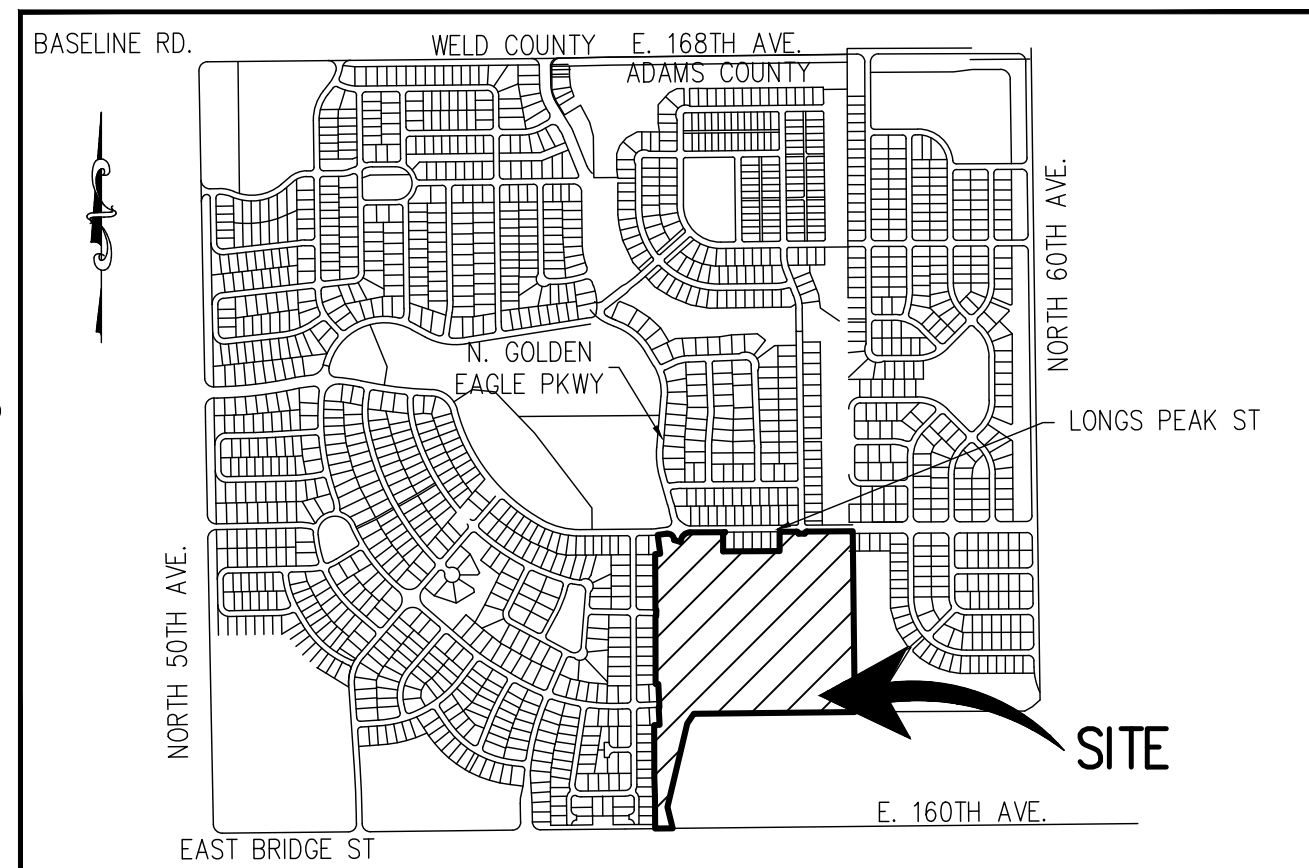 BASELINE RD.
WELD COUNTY E. 168TH AVE.
ADAMS COUNTY
NORTH 60TH AVE.
N. GOLDEN
EAGLE PKWY
LONGS PEAK ST
NORTH 50TH AVE.
SITE
E. 160TH AVE.
EAST BRIDGE ST